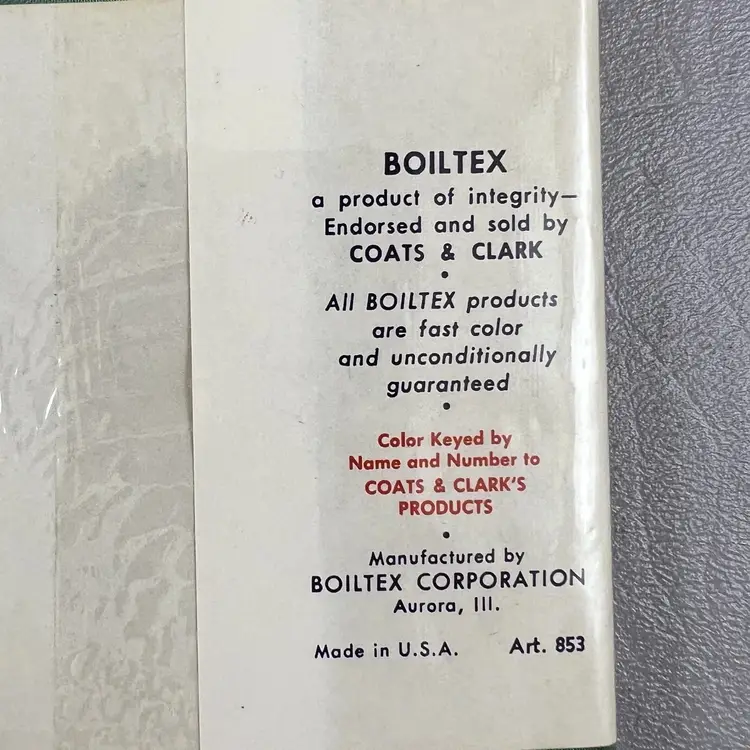 BOILTEX
a product of integrity—
Endorsed and sold by
COATS & CLARK
•
All BOILTEX products
are fast color
and unconditionally
guaranteed
•
Color Keyed by
Name and Number to
COATS & CLARK'S
PRODUCTS
•
Manufactured by
BOILTEX CORPORATION
Aurora, Ill.
Made in U.S.A. Art. 853